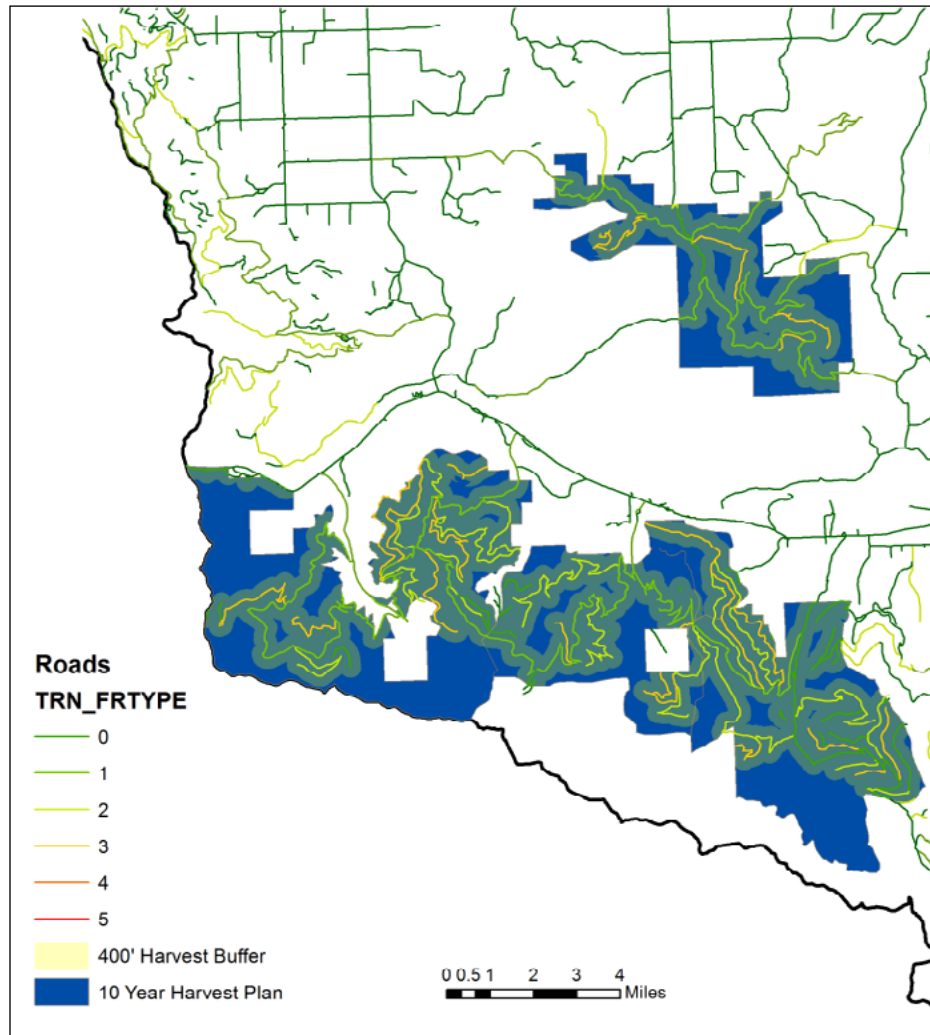 Roads
TRN_FRTYPE
0
1
2
3
4
5
400' Harvest Buffer
10 Year Harvest Plan
0 0.5 1 2 3 4
Miles